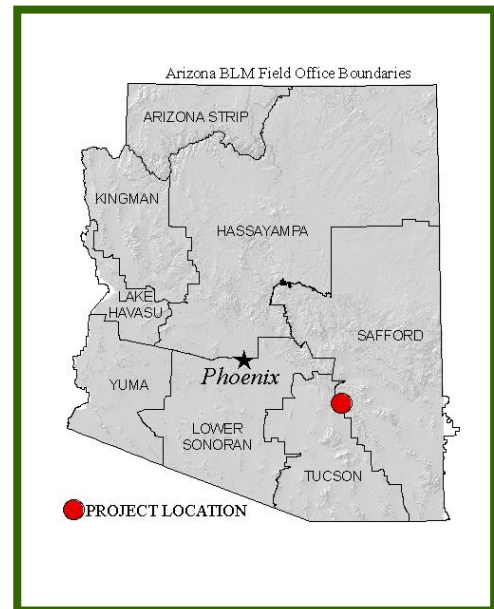 Arizona BLM Field Office Boundaries
ARIZONA STRIP
KINGMAN
HASSAYAMPA
LAKE
HAVASU
SAFFORD
Phoenix
YUMA
LOWER
SONORAN
TUCSON
PROJECT LOCATION